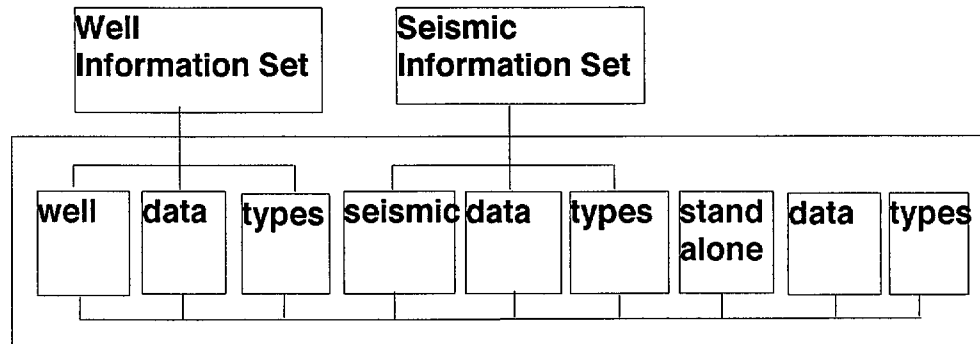 Well
Information Set
Seismic
Information Set
well data types seismic data types stand alone data types